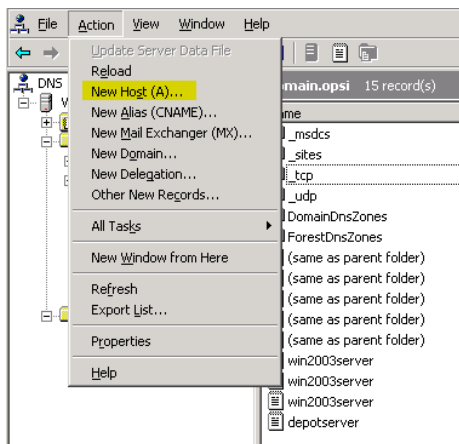 File Action View Window Help
Update Server Data File
Reload
New Host (A)...
New Alias (CNAME)...
New Mail Exchanger (MX)...
New Domain...
New Delegation...
Other New Records...
All Tasks
New Window from Here
Refresh
Export List...
Properties
Help
DNS
main.opsi 15 record(s)
_msdcs
_sites
_tcp
_udp
DomainDnsZones
ForestDnsZones
(same as parent folder)
(same as parent folder)
(same as parent folder)
(same as parent folder)
(same as parent folder)
win2003server
win2003server
win2003server
depotserver